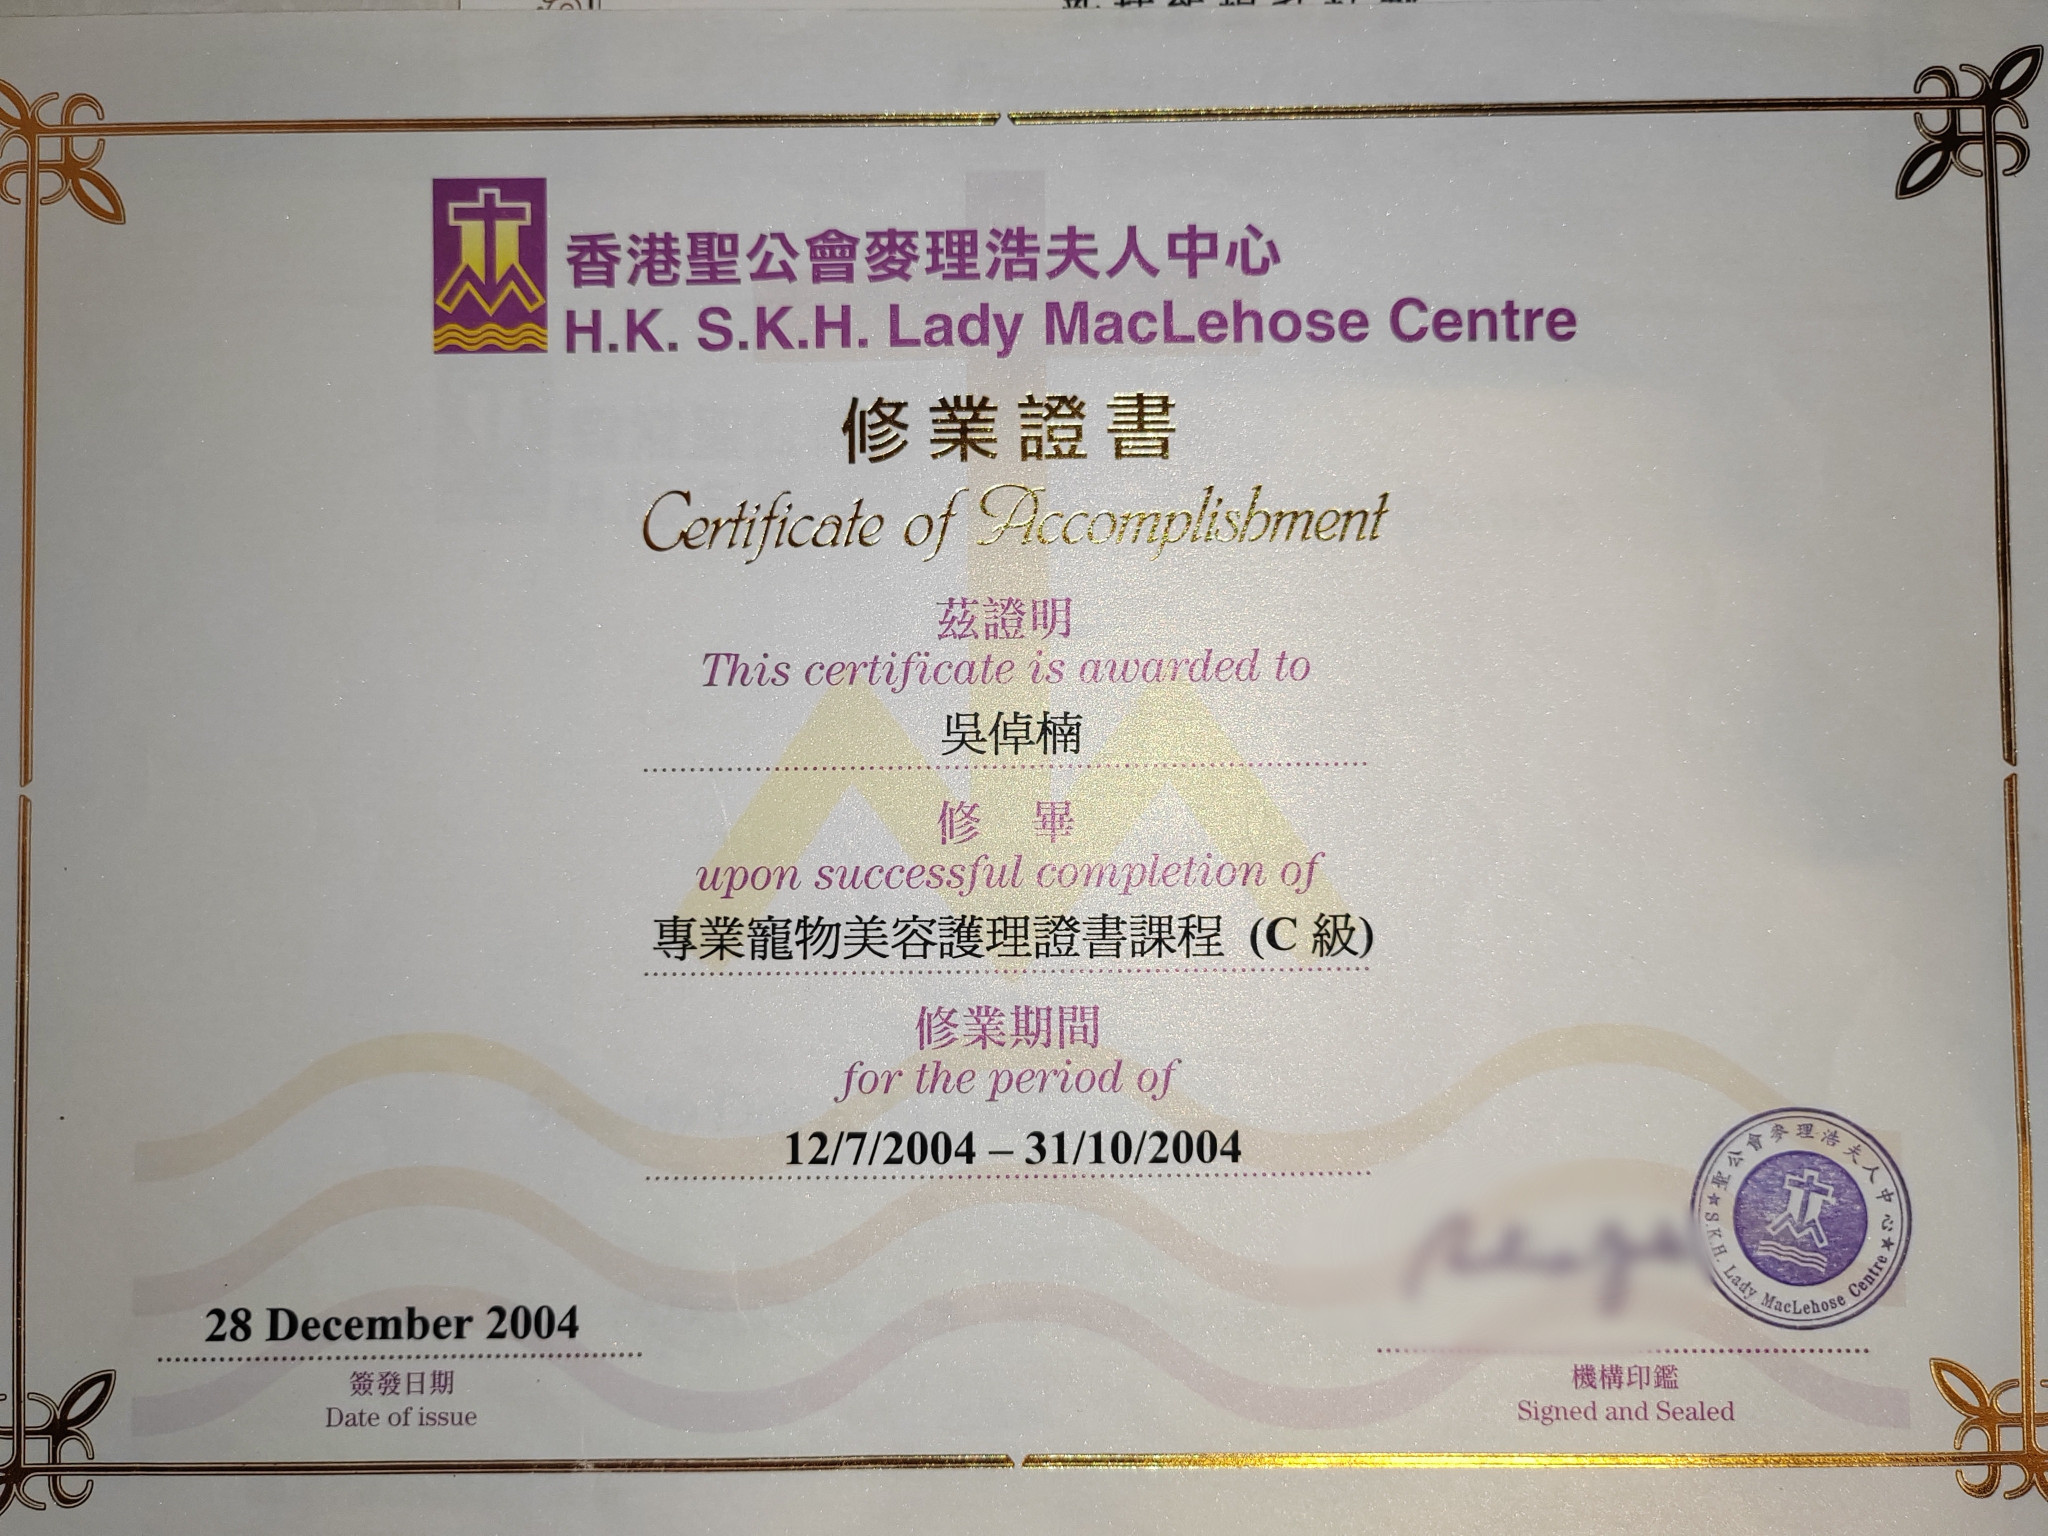 香港聖公會麥理浩夫人中心
H.K. S.K.H. Lady MacLehose Centre
修業證書
Certificate of Accomplishment
茲證明
This certificate is awarded to
吳倬楠
修 畢
upon successful completion of
專業寵物美容護理證書課程 (C 級)
修業期間
for the period of
12/7/2004 – 31/10/2004
聖公會麥理浩夫人中心
★ S.K.H. Lady MacLehose Centre ★
28 December 2004
簽發日期
Date of issue
機構印鑑
Signed and Sealed